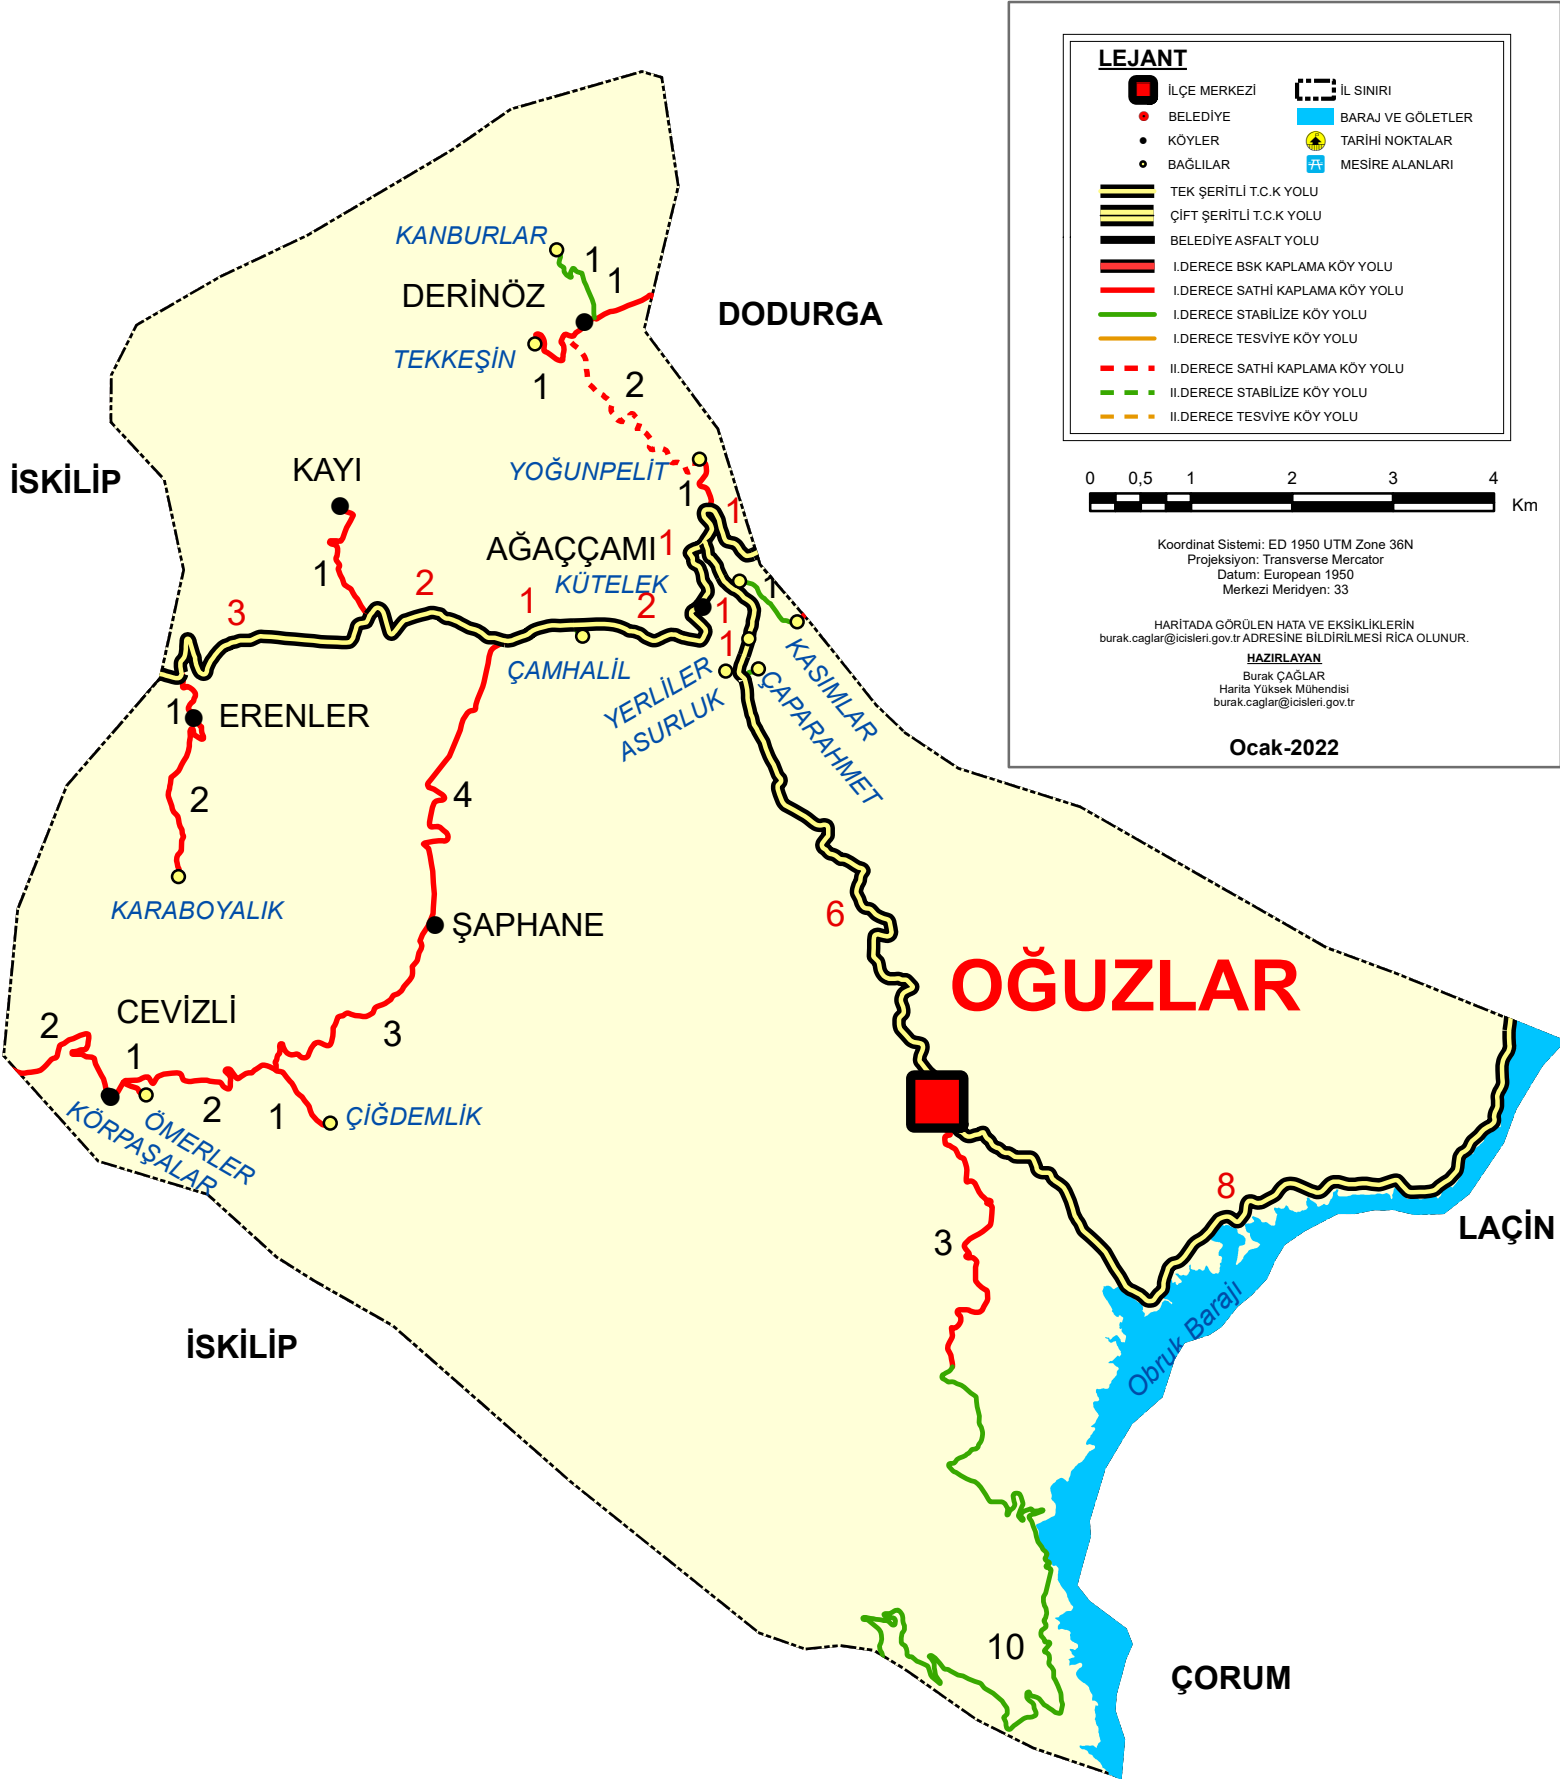 LEJANT
İLÇE MERKEZİ
BELEDİYE
KÖYLER
BAĞLILAR
İL SINIRI
BARAJ VE GÖLETLER
TARİHİ NOKTALAR
MESİRE ALANLARI
TEK ŞERİTLİ T.C.K YOLU
ÇİFT ŞERİTLİ T.C.K YOLU
BELEDİYE ASFALT YOLU
I.DERECE BSK KAPLAMA KÖY YOLU
I.DERECE SATHİ KAPLAMA KÖY YOLU
I.DERECE STABİLİZE KÖY YOLU
I.DERECE TESVİYE KÖY YOLU
II.DERECE SATHİ KAPLAMA KÖY YOLU
II.DERECE STABİLİZE KÖY YOLU
II.DERECE TESVİYE KÖY YOLU
0 0,5 1 2 3 4
Km
Koordinat Sistemi: ED 1950 UTM Zone 36N
Projeksiyon: Transverse Mercator
Datum: European 1950
Merkezi Meridyen: 33
HARİTADA GÖRÜLEN HATA VE EKSİKLİKLERİN
burak.caglar@icisleri.gov.tr ADRESİNE BİLDİRİLMESİ RİCA OLUNUR.
HAZIRLAYAN
Burak ÇAĞLAR
Harita Yüksek Mühendisi
burak.caglar@icisleri.gov.tr
Ocak-2022
KANBURLAR
1
1
DERİNÖZ
DODURGA
TEKKEŞİN
1
2
İSKİLİP
KAYI
YOĞUNPELİT
1
1
AĞAÇÇAMI
1
KÜTELEK
1
1
2
3
1
2
1
1
ÇAMHALİL
YERLİLER
ASURLUK
KASIMLAR
ÇAPARAHMET
1
ERENLER
2
4
KARABOYALIK
ŞAPHANE
6
OĞUZLAR
CEVİZLİ
2
1
3
KÖRPAŞALAR
ÖMERLER
2
1
ÇİĞDEMLİK
8
LAÇİN
3
Obruk Barajı
İSKİLİP
10
ÇORUM